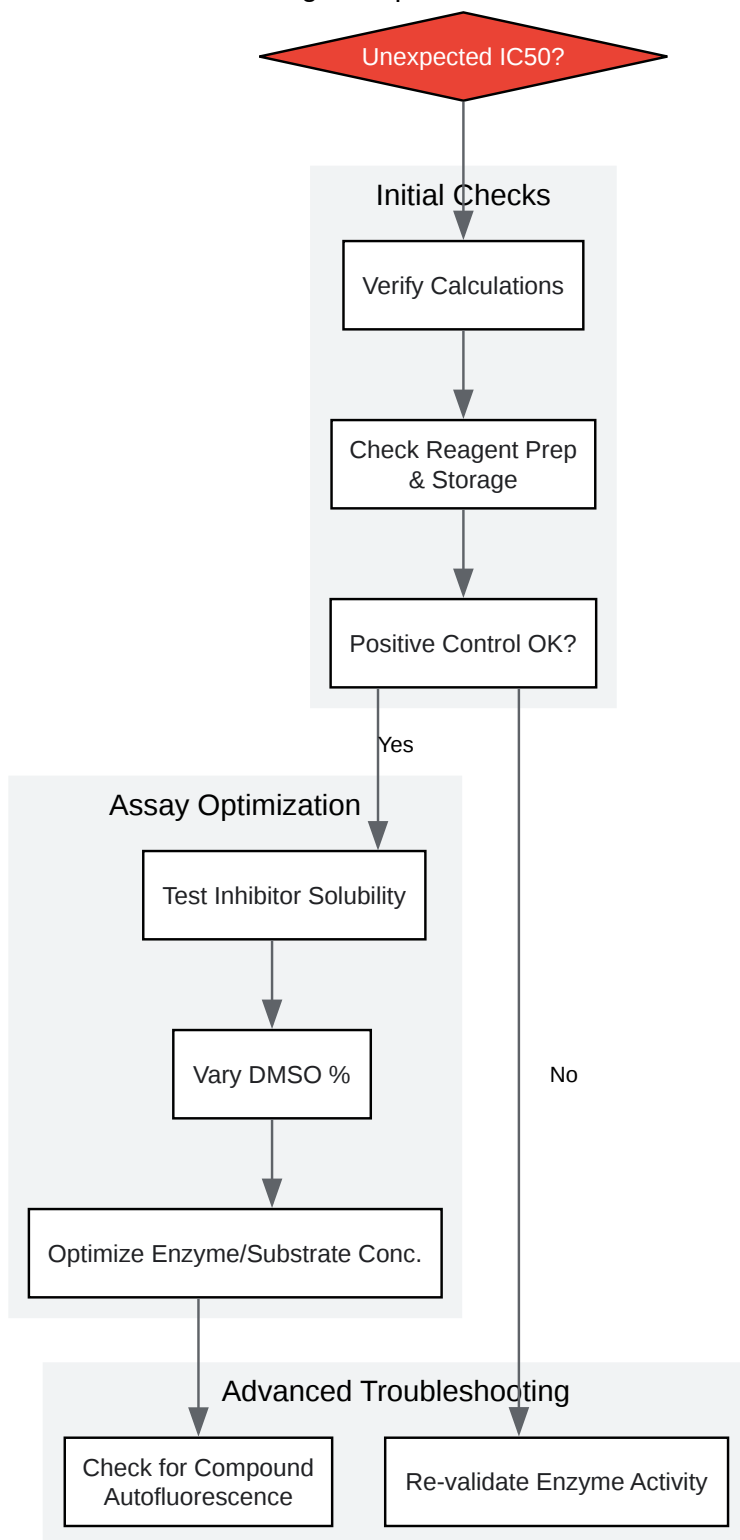 Unexpected IC50?
Initial Checks
Verify Calculations
Check Reagent Prep
& Storage
Positive Control OK?
Yes
Assay Optimization
Test Inhibitor Solubility
Vary DMSO %
No
Optimize Enzyme/Substrate Conc.
Advanced Troubleshooting
Check for Compound
Autofluorescence
Re-validate Enzyme Activity